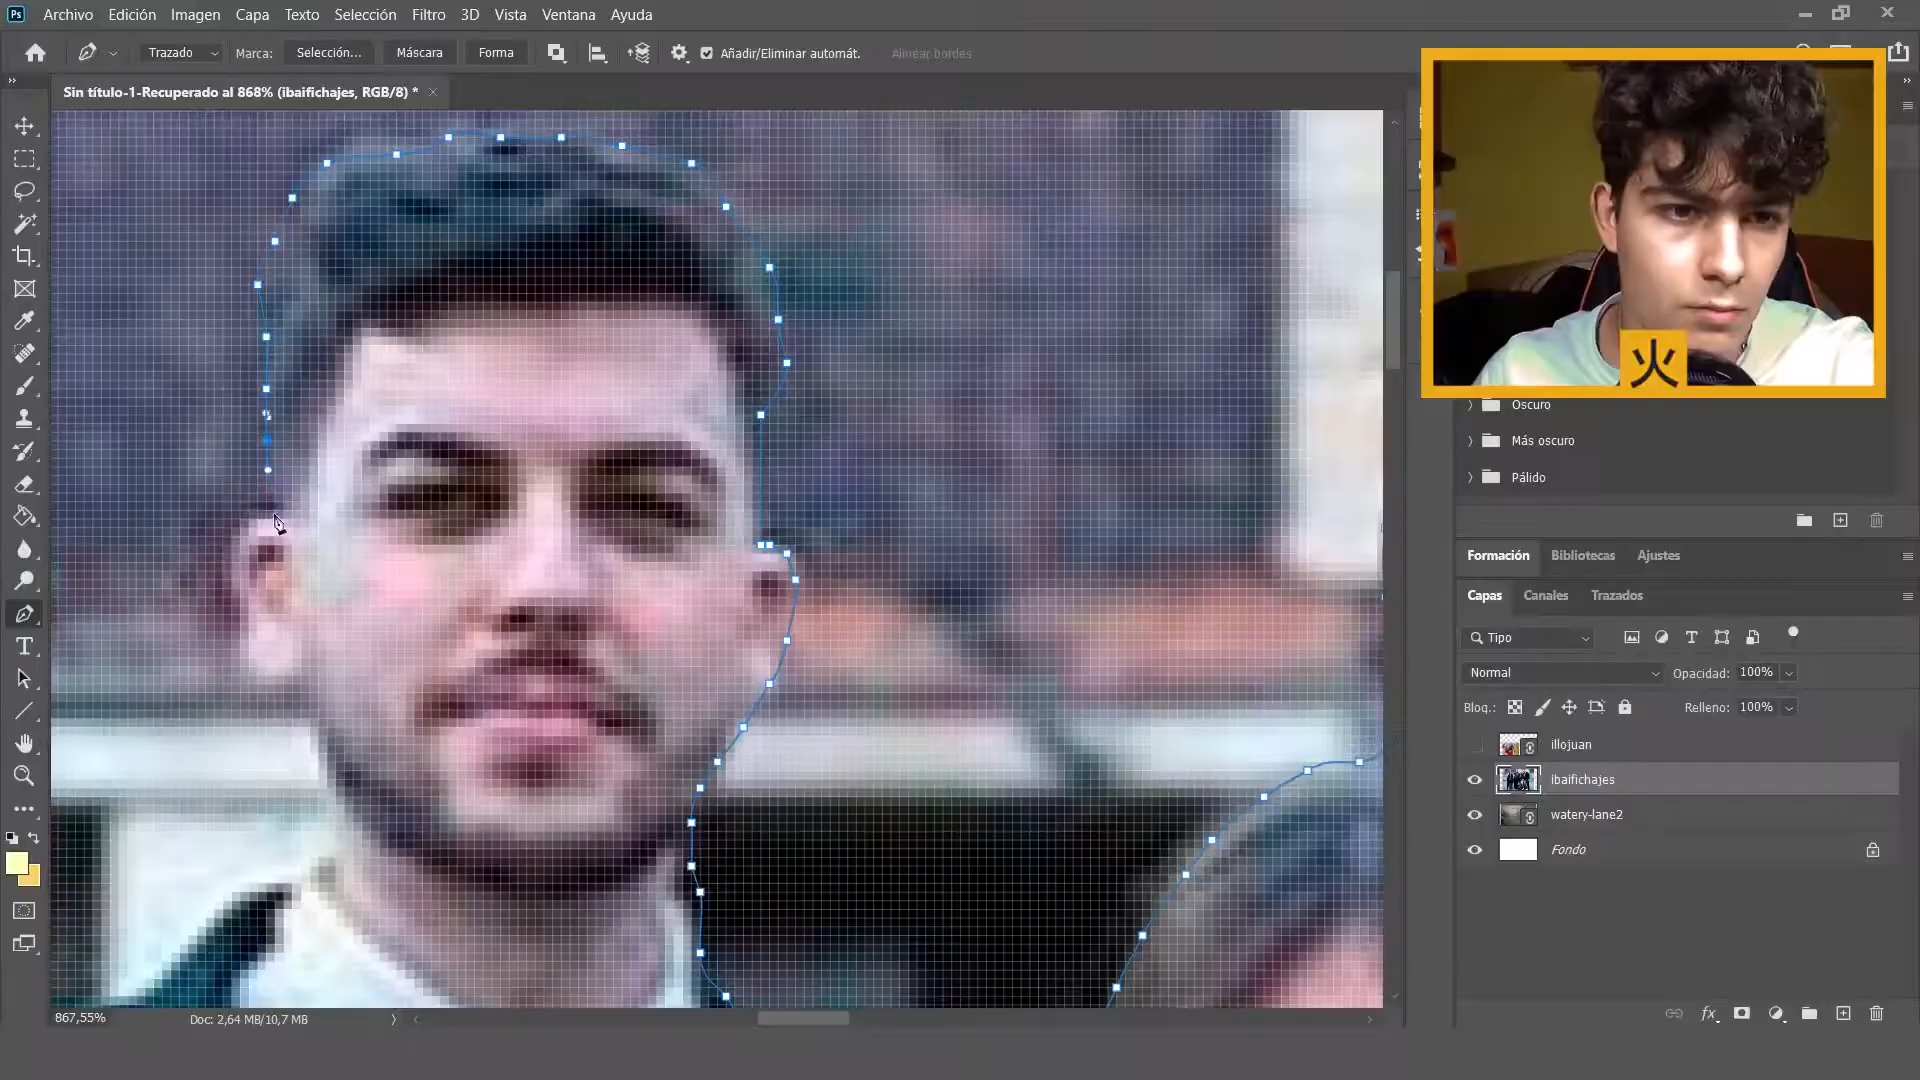 Ps Archivo Edición Imagen Capa Texto Selección Filtro 3D Vista Ventana Ayuda
Trazado Marca: Selección... Máscara Forma Añadir/Eliminar automát. Alinear bordes
Sin título-1-Recuperado al 868% (ibaifichajes, RGB/8) *
火
Oscuro
Más oscuro
Pálido
Formación Bibliotecas Ajustes
Capas Canales Trazados
Tipo
Normal Opacidad: 100%
Bloq.: Relleno: 100%
illojuan
ibaifichajes
watery-lane2
Fondo
fx
867,55% Doc: 2,64 MB/10,7 MB